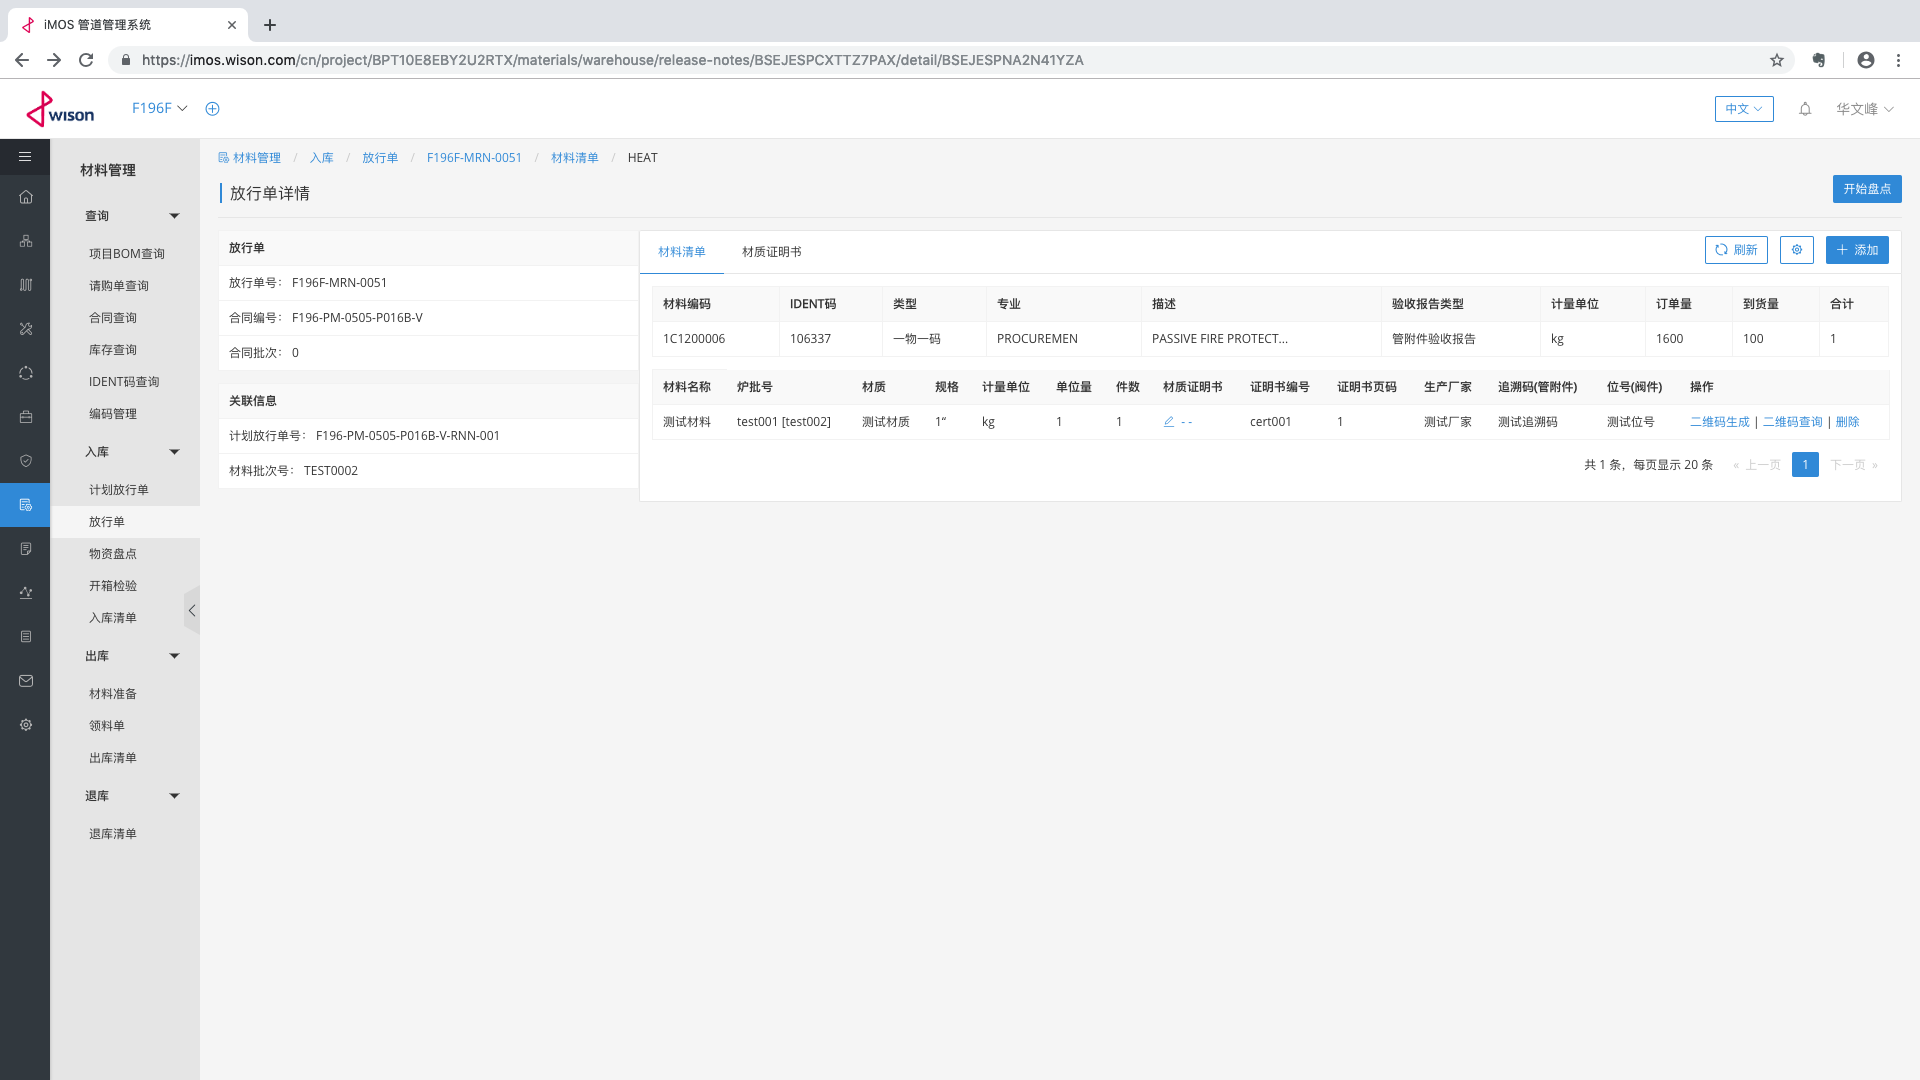 iMOS 管道管理系统
https://imos.wison.com/cn/project/BPT10E8EBY2U2RTX/materials/warehouse/release-notes/BSEJESPCXTTZ7PAX/detail/BSEJESPNA2N41YZA
wison
F196F
中文
华文峰
材料管理
查询
项目BOM查询
请购单查询
合同查询
库存查询
IDENT码查询
编码管理
入库
计划放行单
放行单
物资盘点
开箱检验
入库清单
出库
材料准备
领料单
出库清单
退库
退库清单
材料管理 / 入库 / 放行单 / F196F-MRN-0051 / 材料清单 / HEAT
放行单详情
开始盘点
放行单
放行单号： F196F-MRN-0051
合同编号： F196-PM-0505-P016B-V
合同批次： 0
关联信息
计划放行单号： F196-PM-0505-P016B-V-RNN-001
材料批次号： TEST0002
材料清单 材质证明书
刷新
添加
材料编码 IDENT码 类型 专业 描述 验收报告类型 计量单位 订单量 到货量 合计
1C1200006 106337 一物一码 PROCUREMEN PASSIVE FIRE PROTECT... 管附件验收报告 kg 1600 100 1
材料名称 炉批号 材质 规格 计量单位 单位量 件数 材质证明书 证明书编号 证明书页码 生产厂家 追溯码(管附件) 位号(阀件) 操作
测试材料 test001 [test002] 测试材质 1“ kg 1 1 - - cert001 1 测试厂家 测试追溯码 测试位号 二维码生成 | 二维码查询 | 删除
共 1 条，每页显示 20 条 « 上一页 1 下一页 »